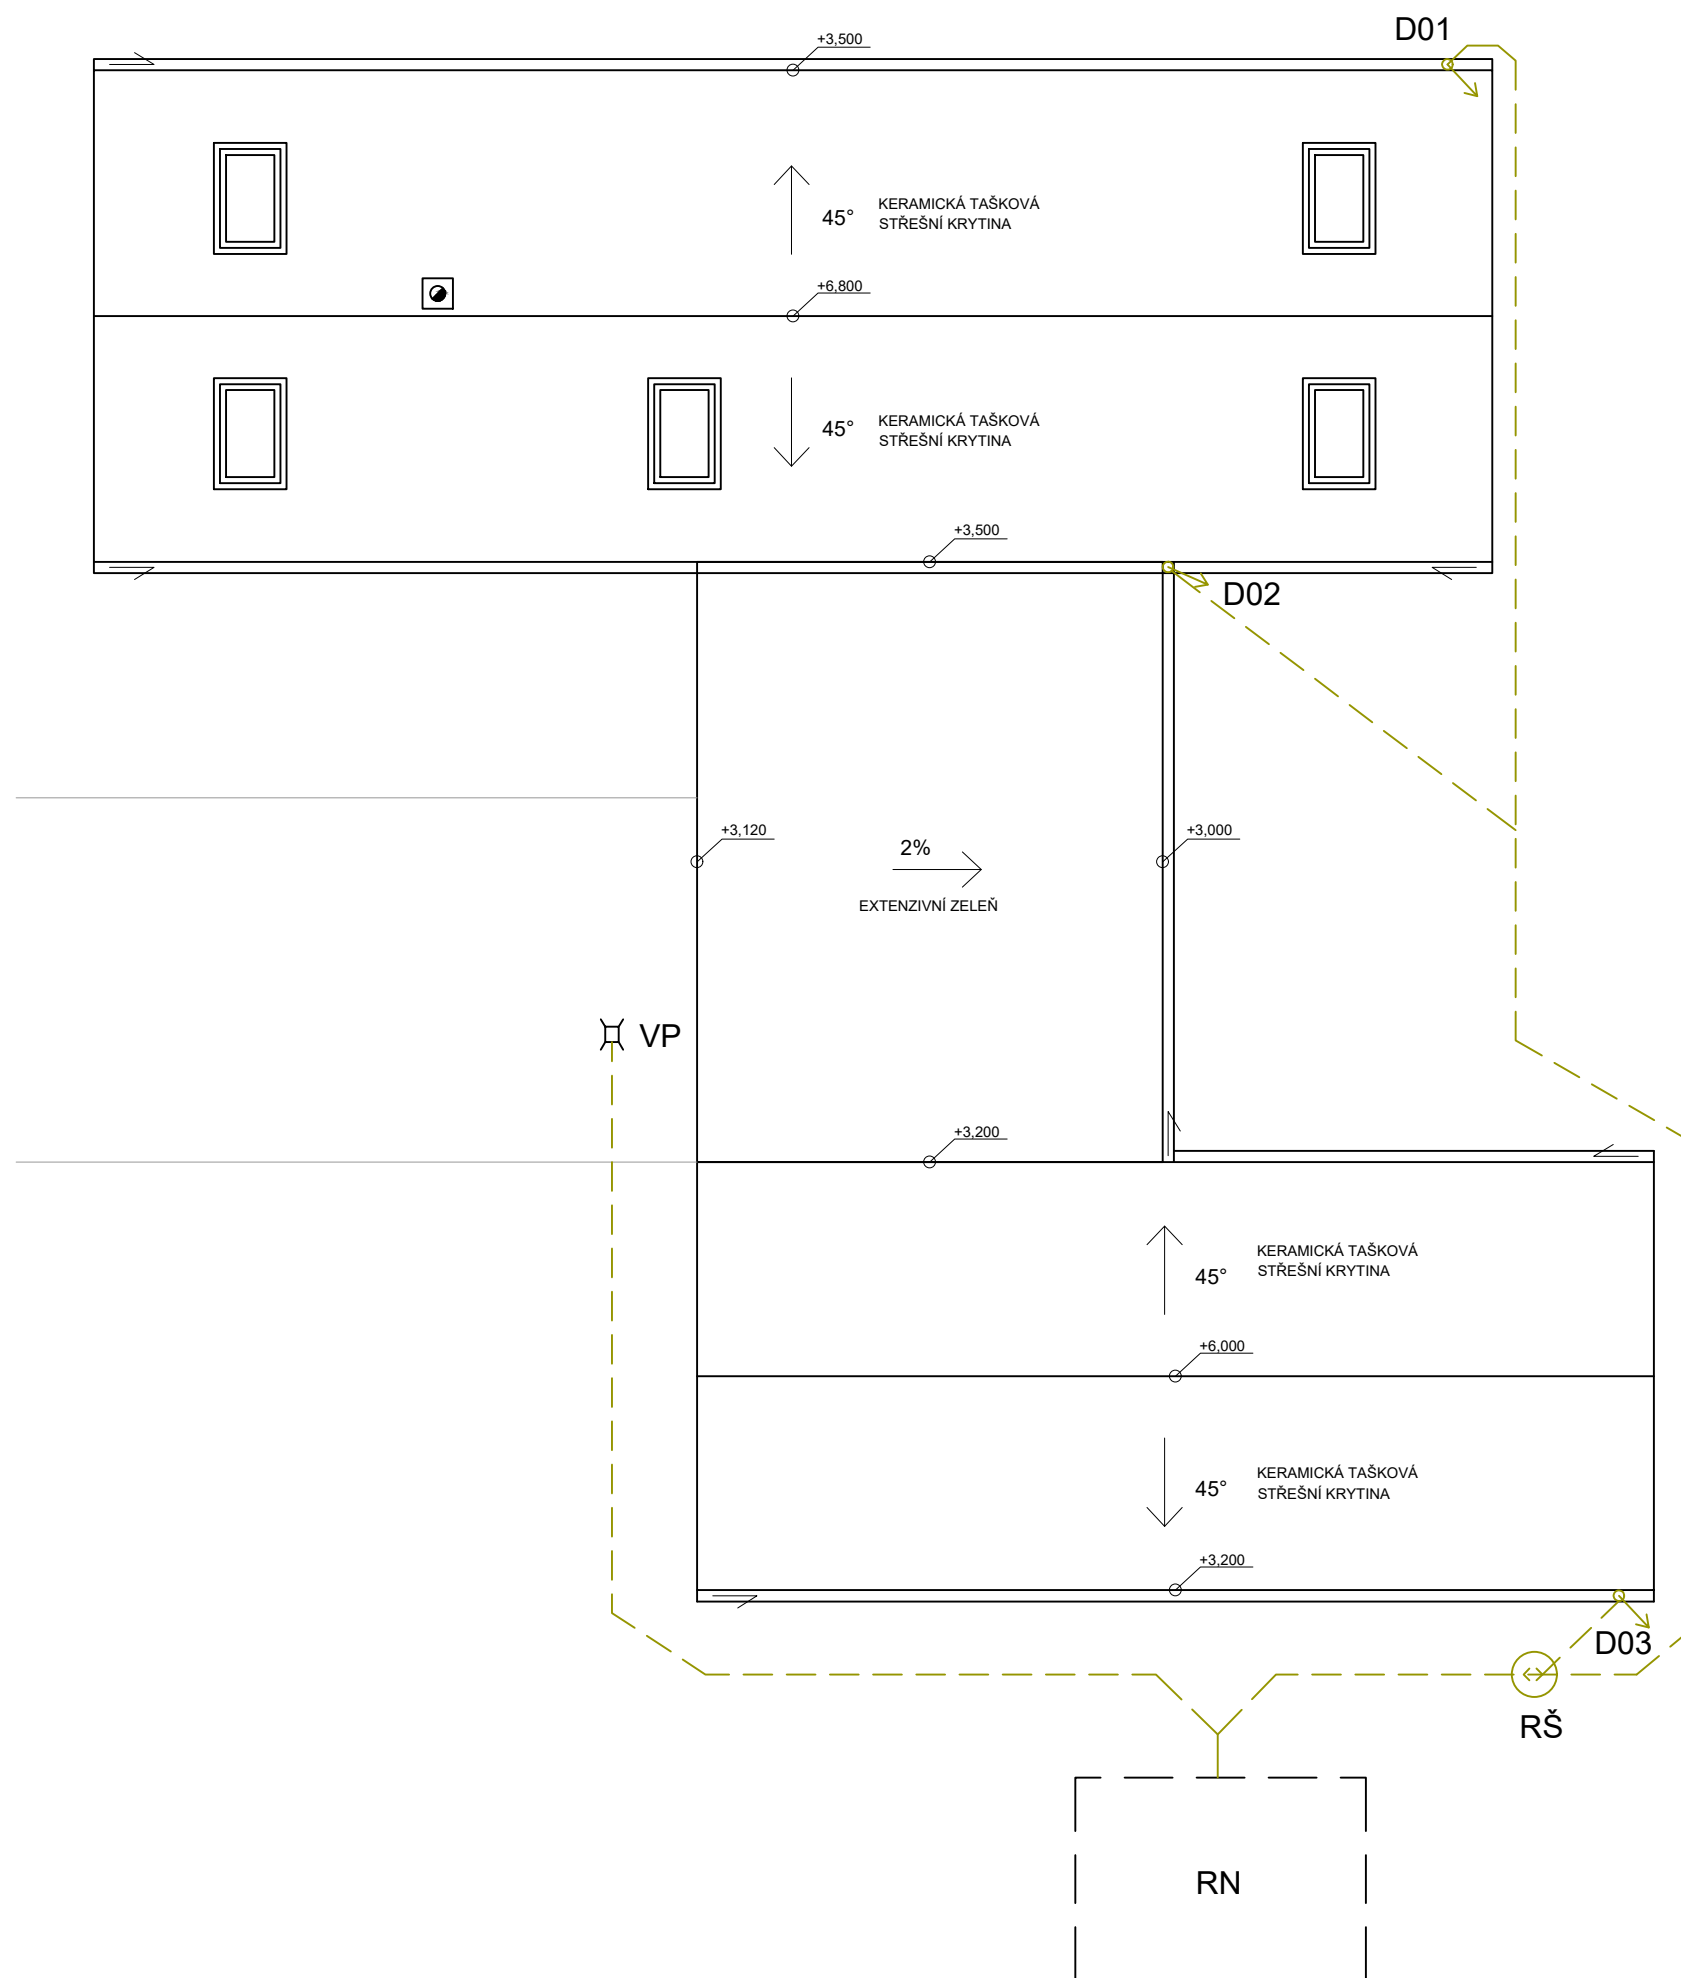 D01
+3,500
45°
KERAMICKÁ TAŠKOVÁ
STŘEŠNÍ KRYTINA
+6,800
45°
KERAMICKÁ TAŠKOVÁ
STŘEŠNÍ KRYTINA
+3,500
D02
+3,120
2%
+3,000
EXTENZIVNÍ ZELEŇ
VP
+3,200
45°
KERAMICKÁ TAŠKOVÁ
STŘEŠNÍ KRYTINA
+6,000
45°
KERAMICKÁ TAŠKOVÁ
STŘEŠNÍ KRYTINA
+3,200
D03
RŠ
RN